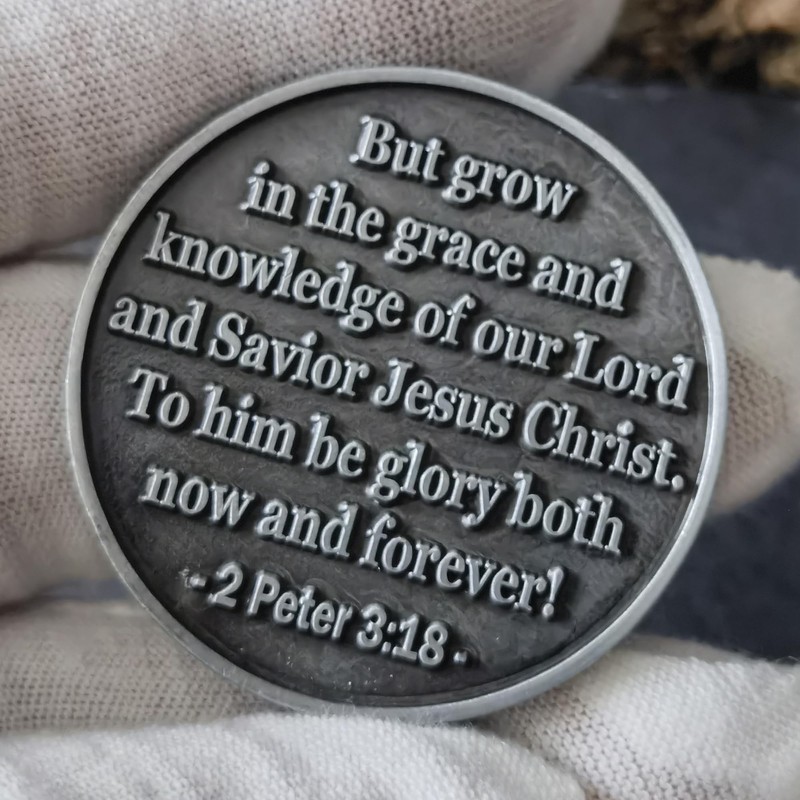 But grow
in the grace and
knowledge of our Lord
and Savior Jesus Christ.
To him be glory both
now and forever!
- 2 Peter 3:18 -